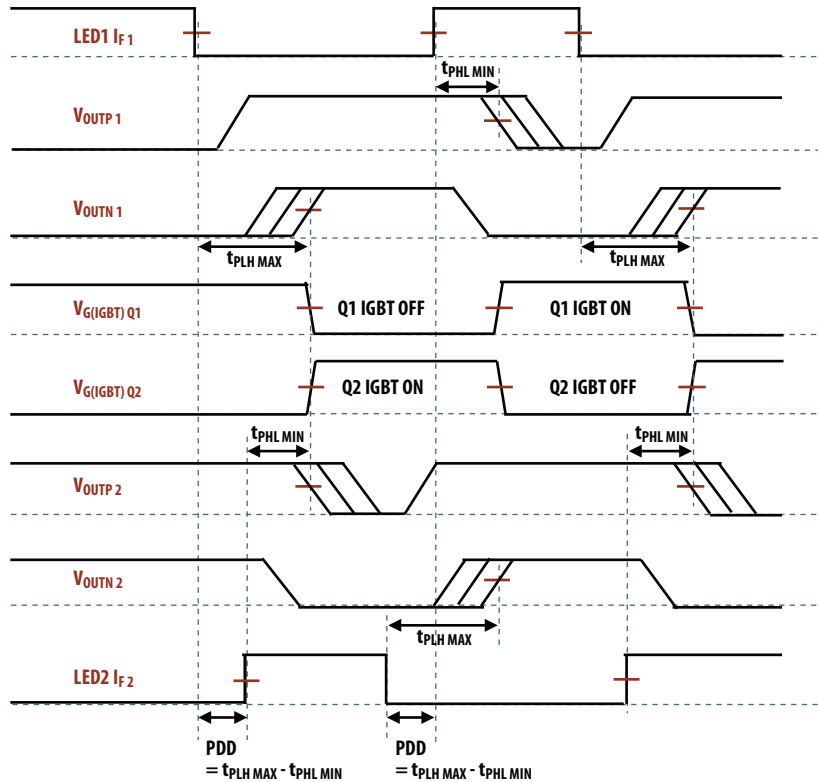 LED1 IF 1
tPHL MIN
VOUTP 1
VOUTN 1
tPLH MAX
tPLH MAX
VG(IGBT) Q1
Q1 IGBT OFF
Q1 IGBT ON
VG(IGBT) Q2
Q2 IGBT ON
Q2 IGBT OFF
tPHL MIN
tPHL MIN
VOUTP 2
VOUTN 2
tPLH MAX
LED2 IF 2
PDD
= tPLH MAX - tPHL MIN
PDD
= tPLH MAX - tPHL MIN